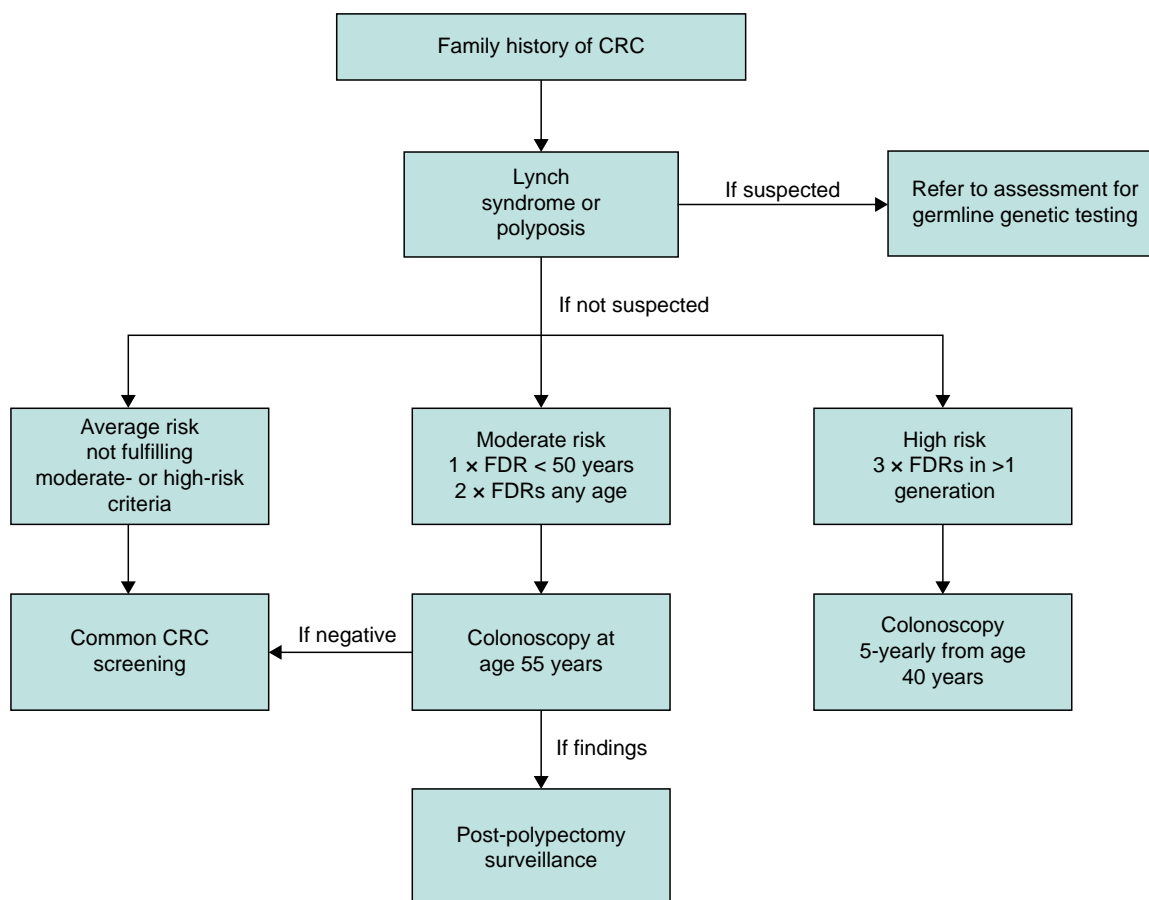 Family history of CRC
Lynch
syndrome or
polyposis
If suspected
Refer to assessment for
germline genetic testing
If not suspected
Average risk
not fulfilling
moderate- or high-risk
criteria
Moderate risk
1 × FDR < 50 years
2 × FDRs any age
High risk
3 × FDRs in >1
generation
Common CRC
screening
If negative
Colonoscopy at
age 55 years
Colonoscopy
5-yearly from age
40 years
If findings
Post-polypectomy
surveillance